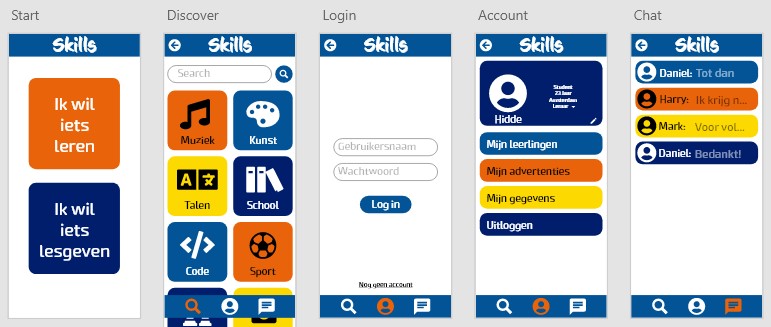 Start
Skills
Ik wil
iets
leren
Ik wil
iets
lesgeven
Discover
Skills
Search
Muziek
Kunst
Talen
School
Code
Sport
Login
Skills
Gebruikersnaam
Wachtwoord
Log in
Nog geen account
Account
Skills
Hidde
Student
23 Jaar
Amsterdam
Leraar
Mijn leerlingen
Mijn advertenties
Mijn gegevens
Uitloggen
Chat
Skills
Daniel: Tot dan
Harry: Ik krijg n...
Mark: Voor vol...
Daniel: Bedankt!